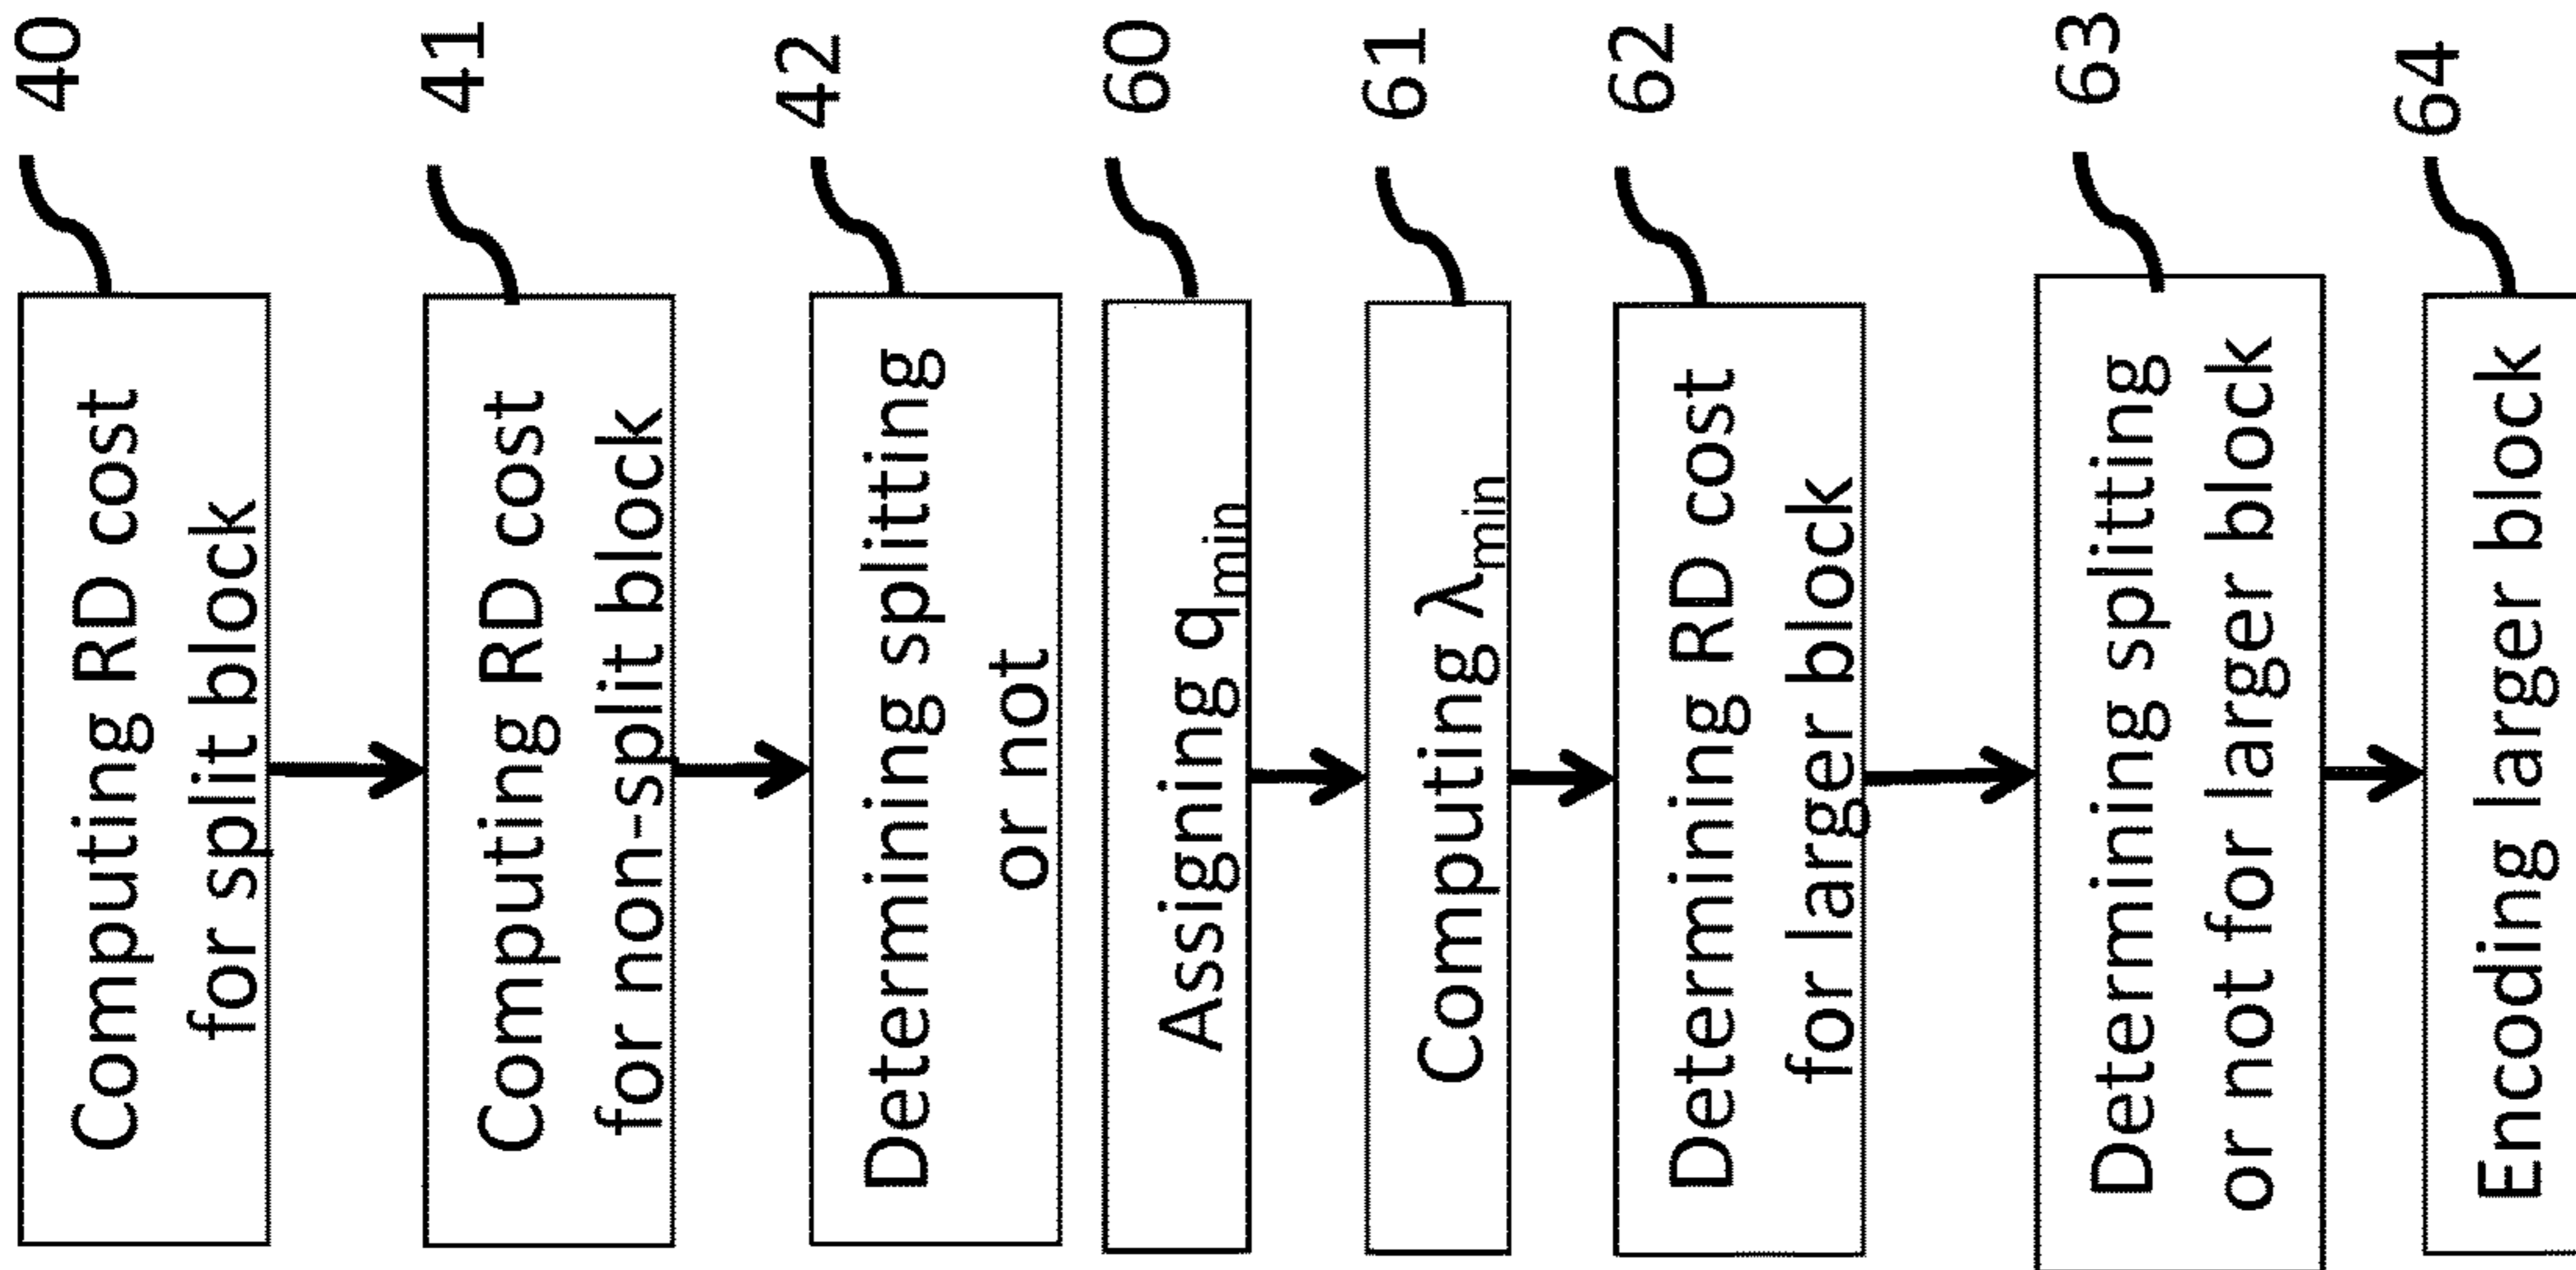 40
Computing RD cost
for split block
41
Computing RD cost
for non-split block
42
Determining splitting
or not
60
Assigning qmin
61
Computing λmin
62
Determining RD cost
for larger block
63
Determining splitting
or not for larger block
64
Encoding larger block